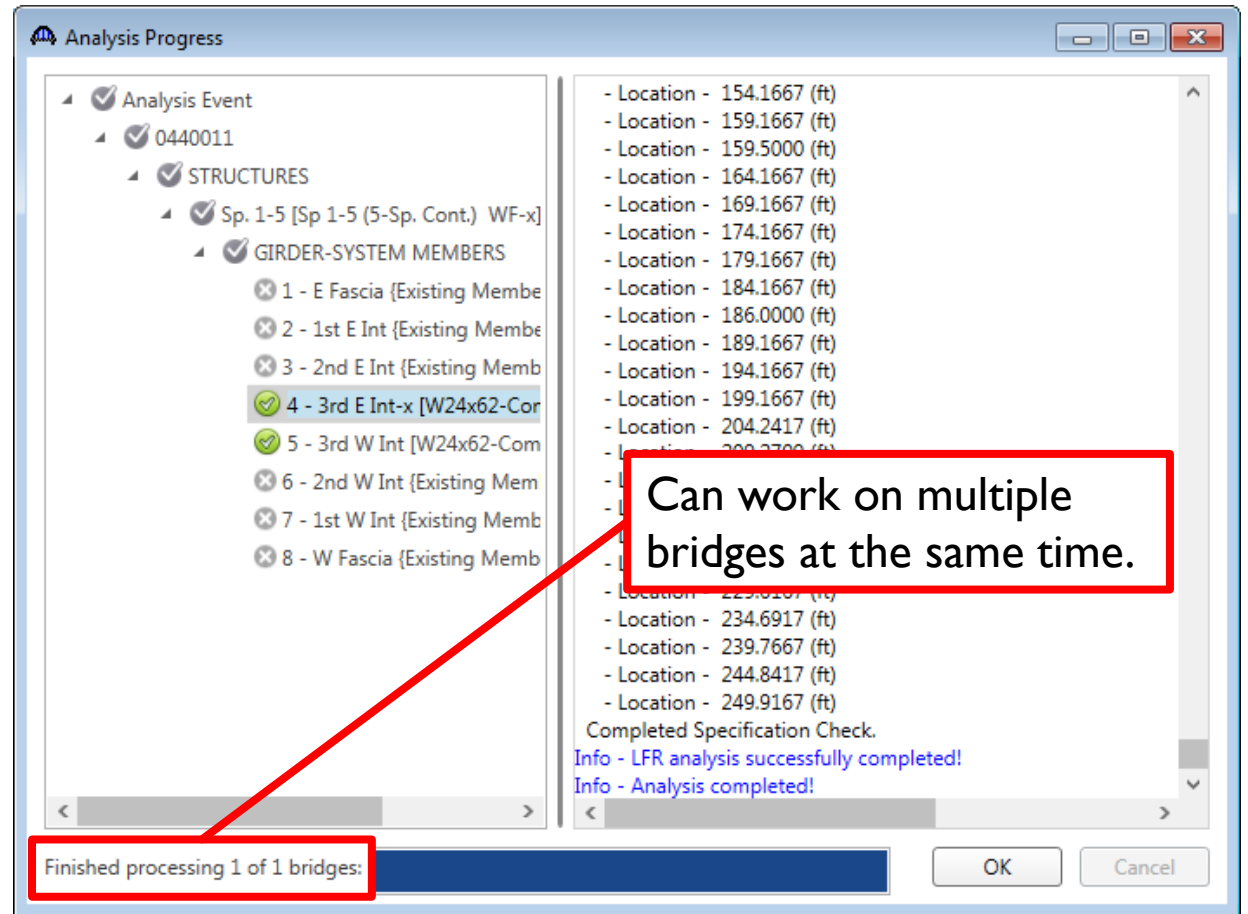 Analysis Progress
Analysis Event
0440011
STRUCTURES
Sp. 1-5 [Sp 1-5 (5-Sp. Cont.) WF-x]
GIRDER-SYSTEM MEMBERS
1 - E Fascia {Existing Membe
2 - 1st E Int {Existing Membe
3 - 2nd E Int {Existing Memb
4 - 3rd E Int-x [W24x62-Cor
5 - 3rd W Int [W24x62-Com
6 - 2nd W Int {Existing Mem
7 - 1st W Int {Existing Memb
8 - W Fascia {Existing Memb
- Location - 154.1667 (ft)
- Location - 159.1667 (ft)
- Location - 159.5000 (ft)
- Location - 164.1667 (ft)
- Location - 169.1667 (ft)
- Location - 174.1667 (ft)
- Location - 179.1667 (ft)
- Location - 184.1667 (ft)
- Location - 186.0000 (ft)
- Location - 189.1667 (ft)
- Location - 194.1667 (ft)
- Location - 199.1667 (ft)
- Location - 204.2417 (ft)
Can work on multiple
bridges at the same time.
- Location -
- Location - 234.6917 (ft)
- Location - 239.7667 (ft)
- Location - 244.8417 (ft)
- Location - 249.9167 (ft)
Completed Specification Check.
Info - LFR analysis successfully completed!
Info - Analysis completed!
Finished processing 1 of 1 bridges:
OK
Cancel